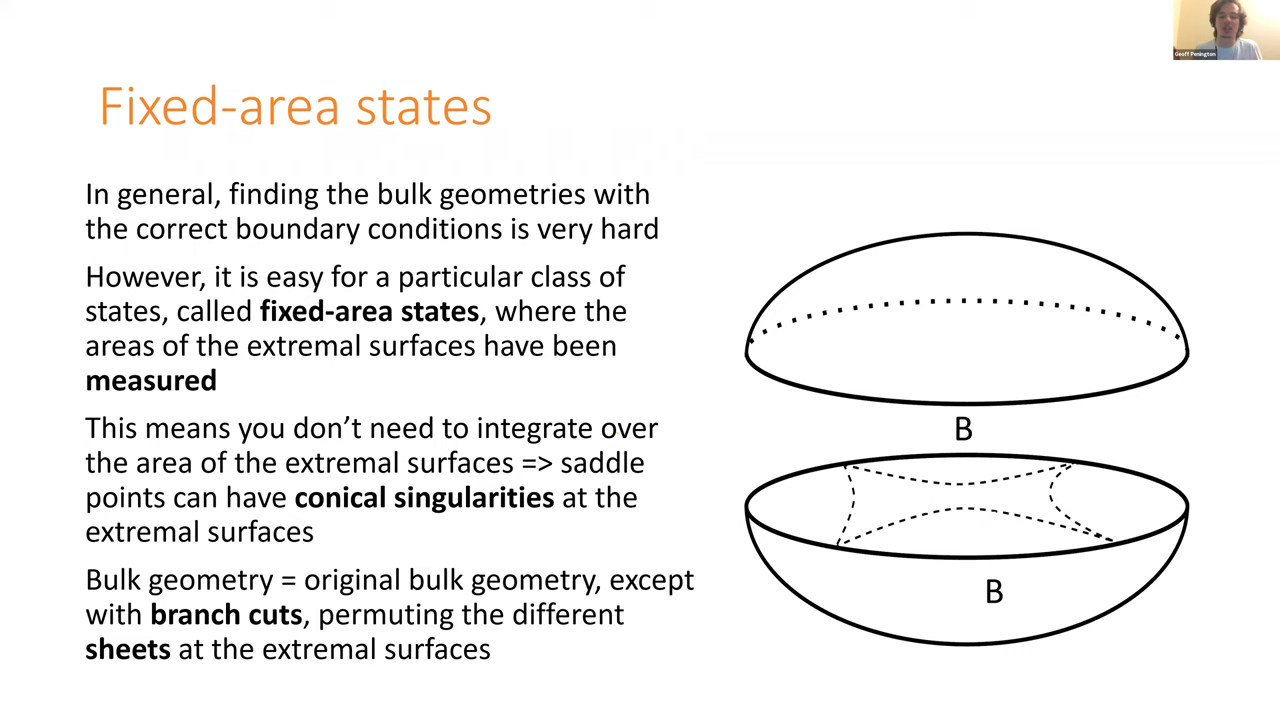 Geoff Penington
Fixed-area states
In general, finding the bulk geometries with
the correct boundary conditions is very hard
However, it is easy for a particular class of
states, called fixed-area states, where the
areas of the extremal surfaces have been
measured
This means you don't need to integrate over
the area of the extremal surfaces => saddle
points can have conical singularities at the
extremal surfaces
Bulk geometry = original bulk geometry, except
with branch cuts, permuting the different
sheets at the extremal surfaces
B
B